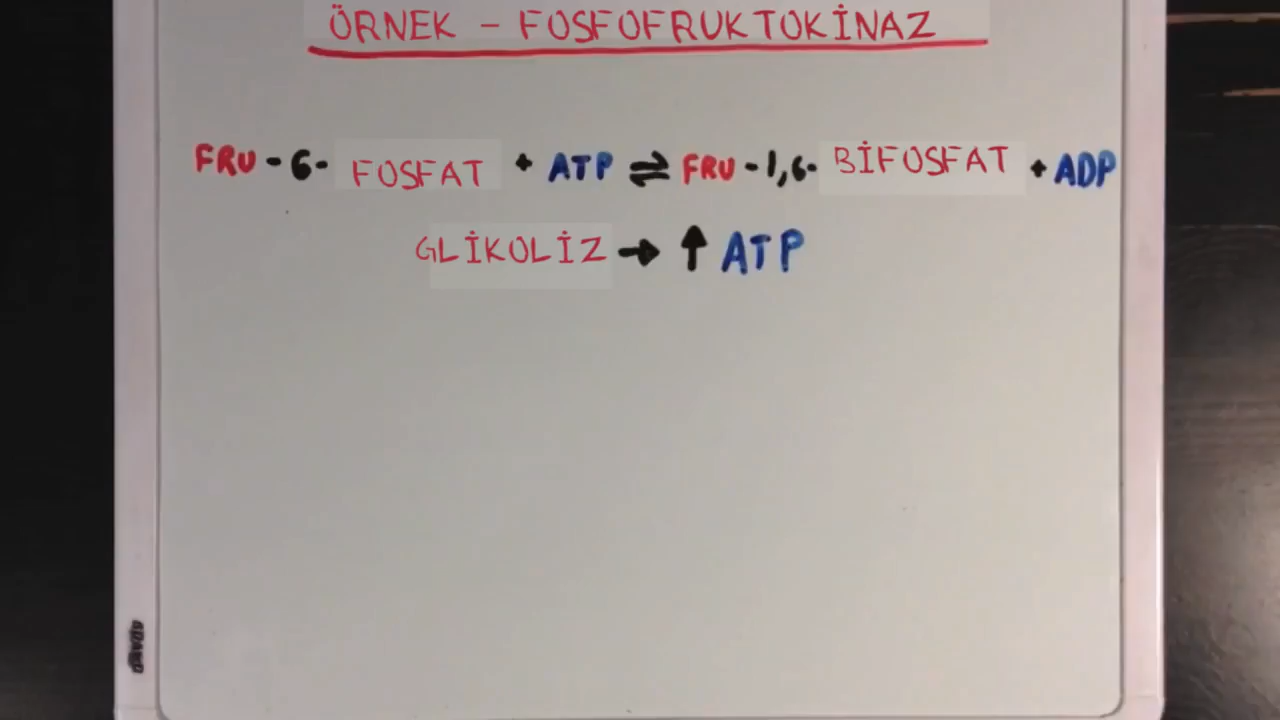 ÖRNEK - FOSFOFRUKTOKİNAZ
FRU - 6 - FOSFAT + ATP ⇌ FRU - 1,6 - BİFOSFAT + ADP
GLİKOLİZ → ↑ ATP